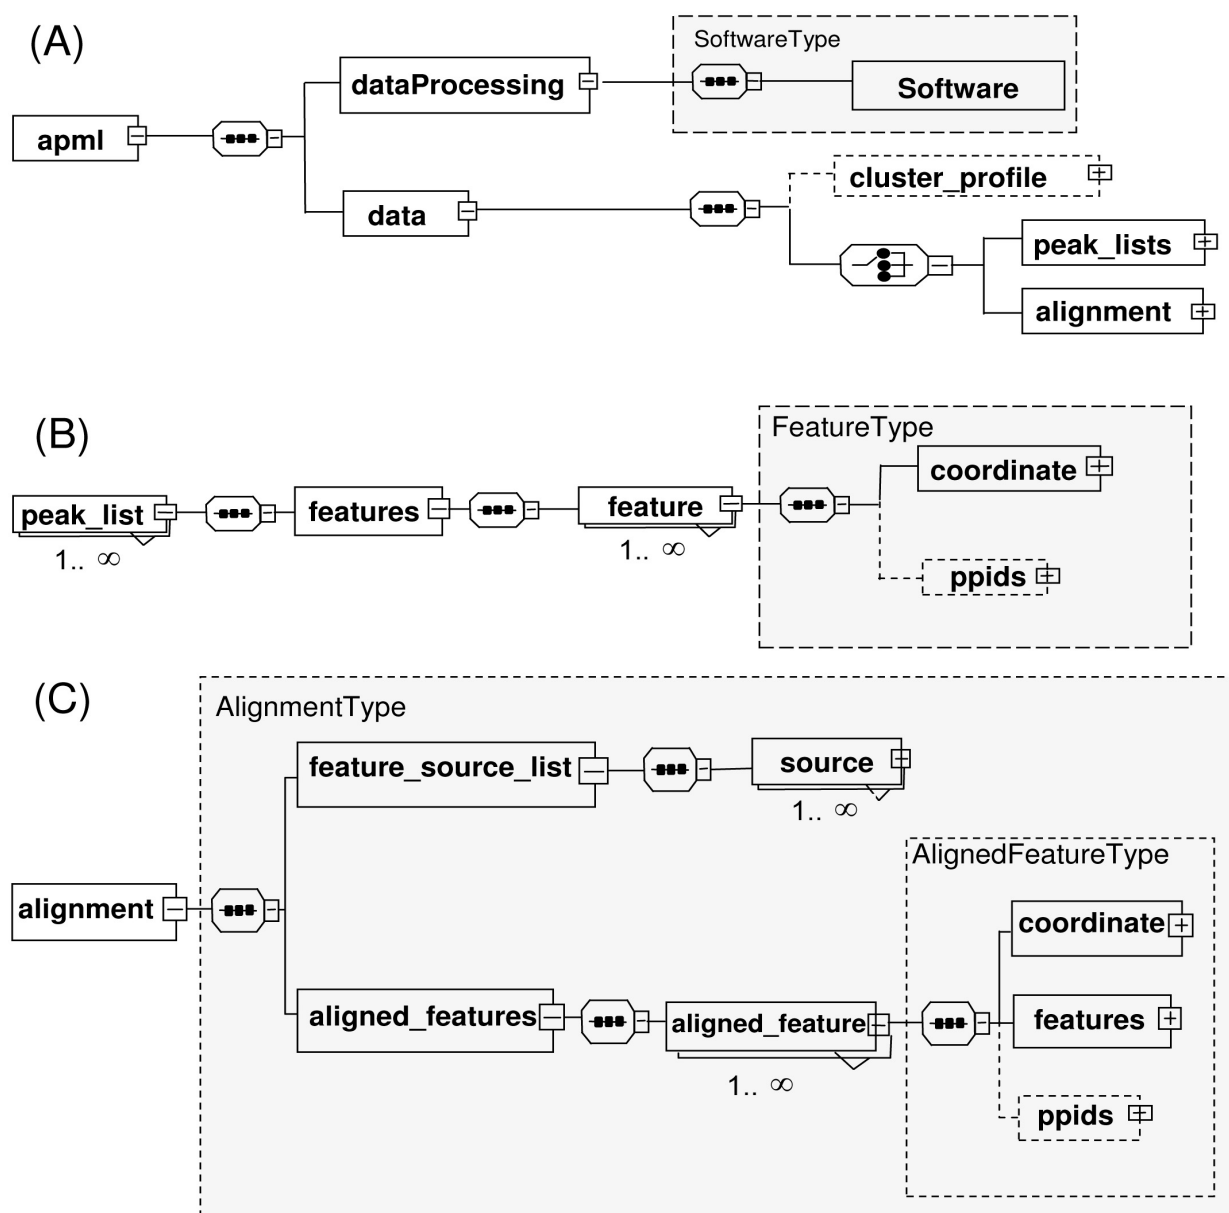 (A)
SoftwareType
dataProcessing
Software
apml
cluster_profile
data
peak_lists
alignment
(B)
FeatureType
coordinate
peak_list
features
feature
1.. ∞
1.. ∞
ppids
(C)
AlignmentType
feature_source_list
source
1.. ∞
AlignedFeatureType
alignment
coordinate
aligned_features
aligned_feature
features
1.. ∞
ppids